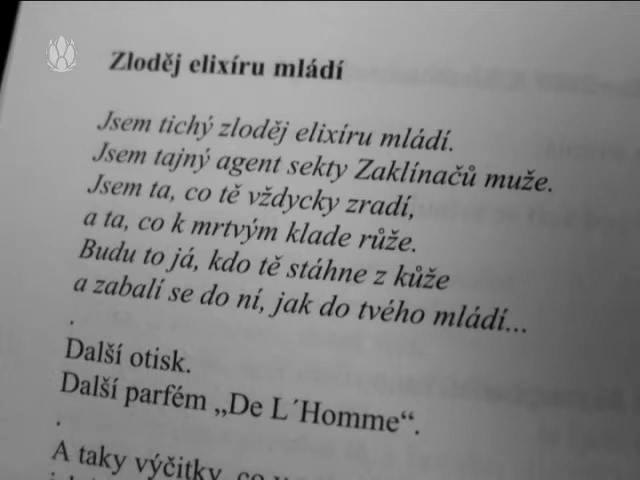 Zloděj elixíru mládí
Jsem tichý zloděj elixíru mládí.
Jsem tajný agent sekty Zaklínačů muže.
Jsem ta, co tě vždycky zradí,
a ta, co k mrtvým klade růže.
Budu to já, kdo tě stáhne z kůže
a zabalí se do ní, jak do tvého mládí...
.
Další otisk.
Další parfém „De L´Homme“.
.
A taky výčitky, co